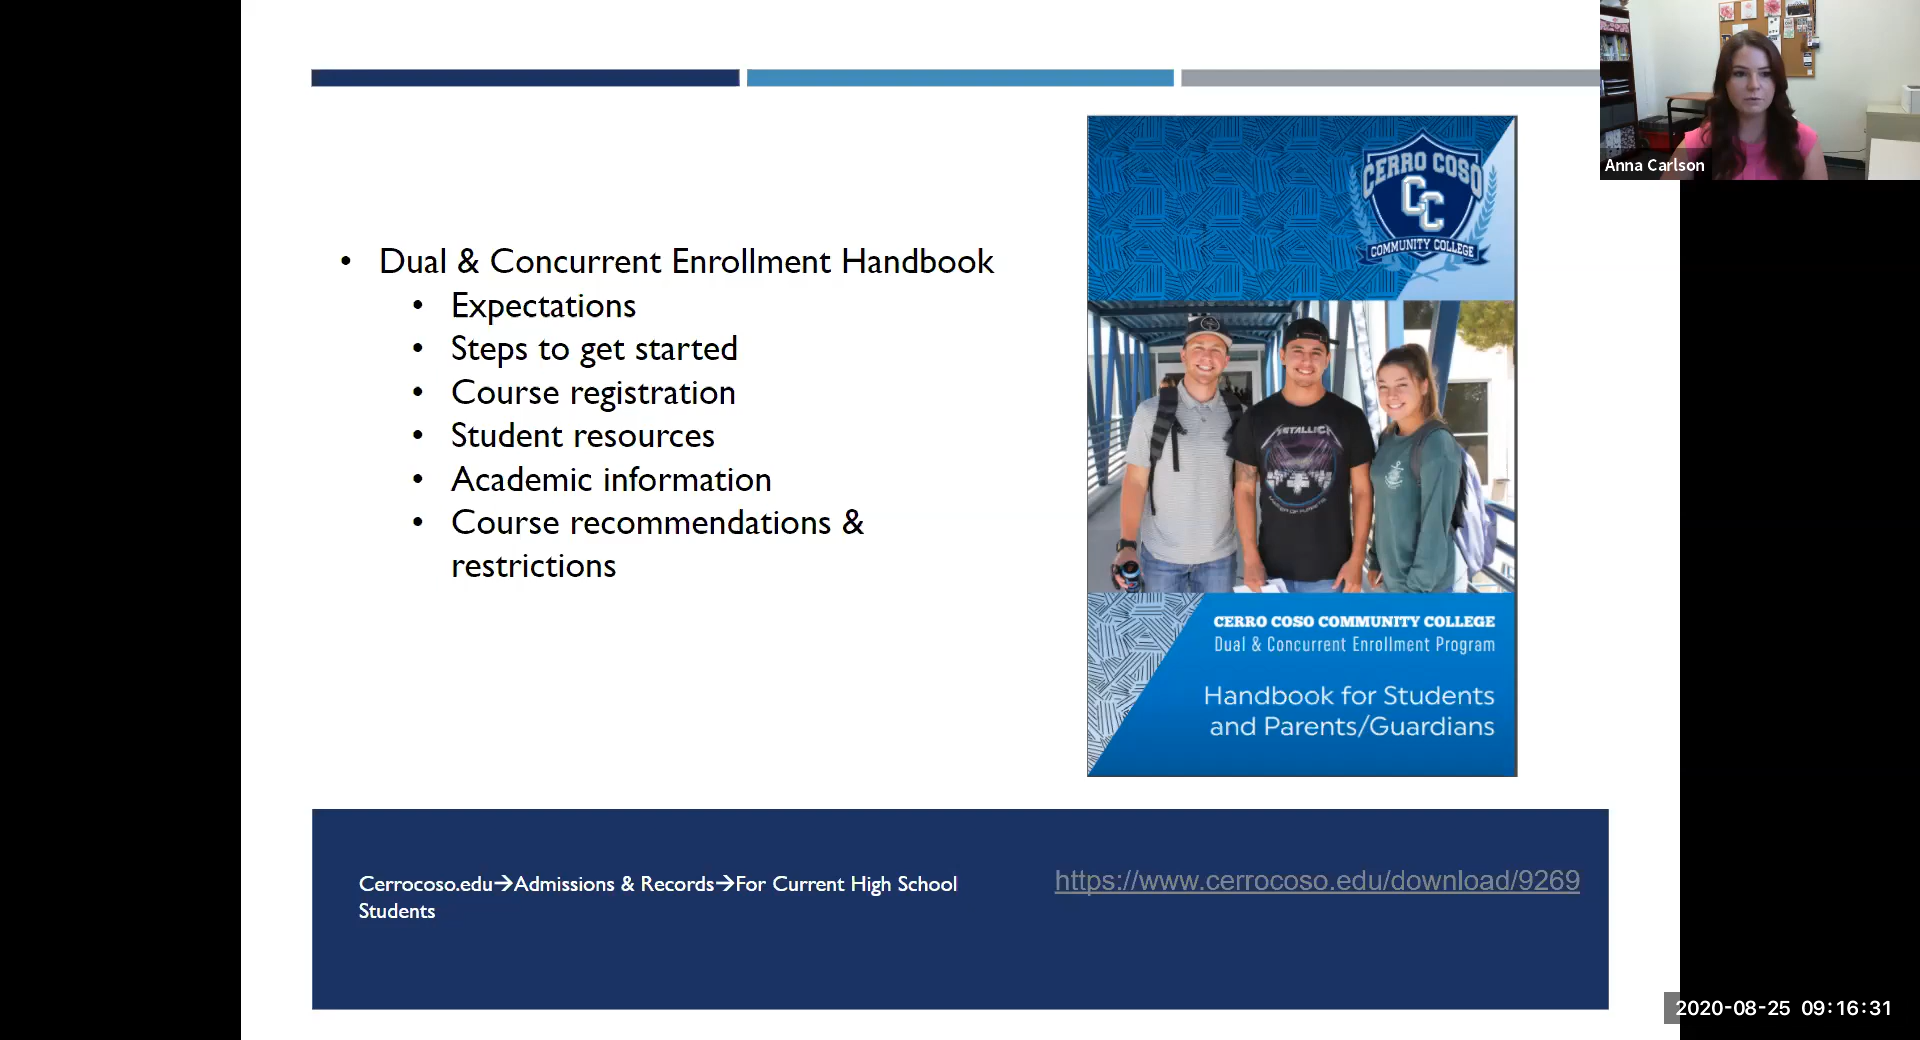 Anna Carlson
• Dual & Concurrent Enrollment Handbook
• Expectations
• Steps to get started
• Course registration
• Student resources
• Academic information
• Course recommendations &
restrictions
CERRO COSO
CC
COMMUNITY COLLEGE
METALLICA
CERRO COSO COMMUNITY COLLEGE
Dual & Concurrent Enrollment Program
Handbook for Students
and Parents/Guardians
Cerrocoso.edu→Admissions & Records→For Current High School
Students
https://www.cerrocoso.edu/download/9269
2020-08-25 09:16:31